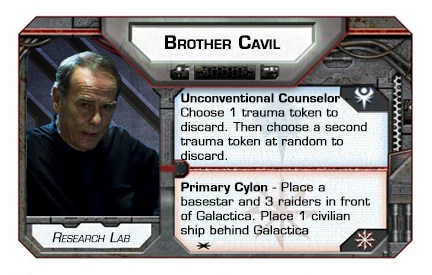 BROTHER CAVIL
Unconventional Counselor
Choose 1 trauma token to
discard. Then choose a second
trauma token at random to
discard.
Primary Cylon - Place a
basestar and 3 raiders in front
of Galactica. Place 1 civilian
ship behind Galactica
RESEARCH LAB